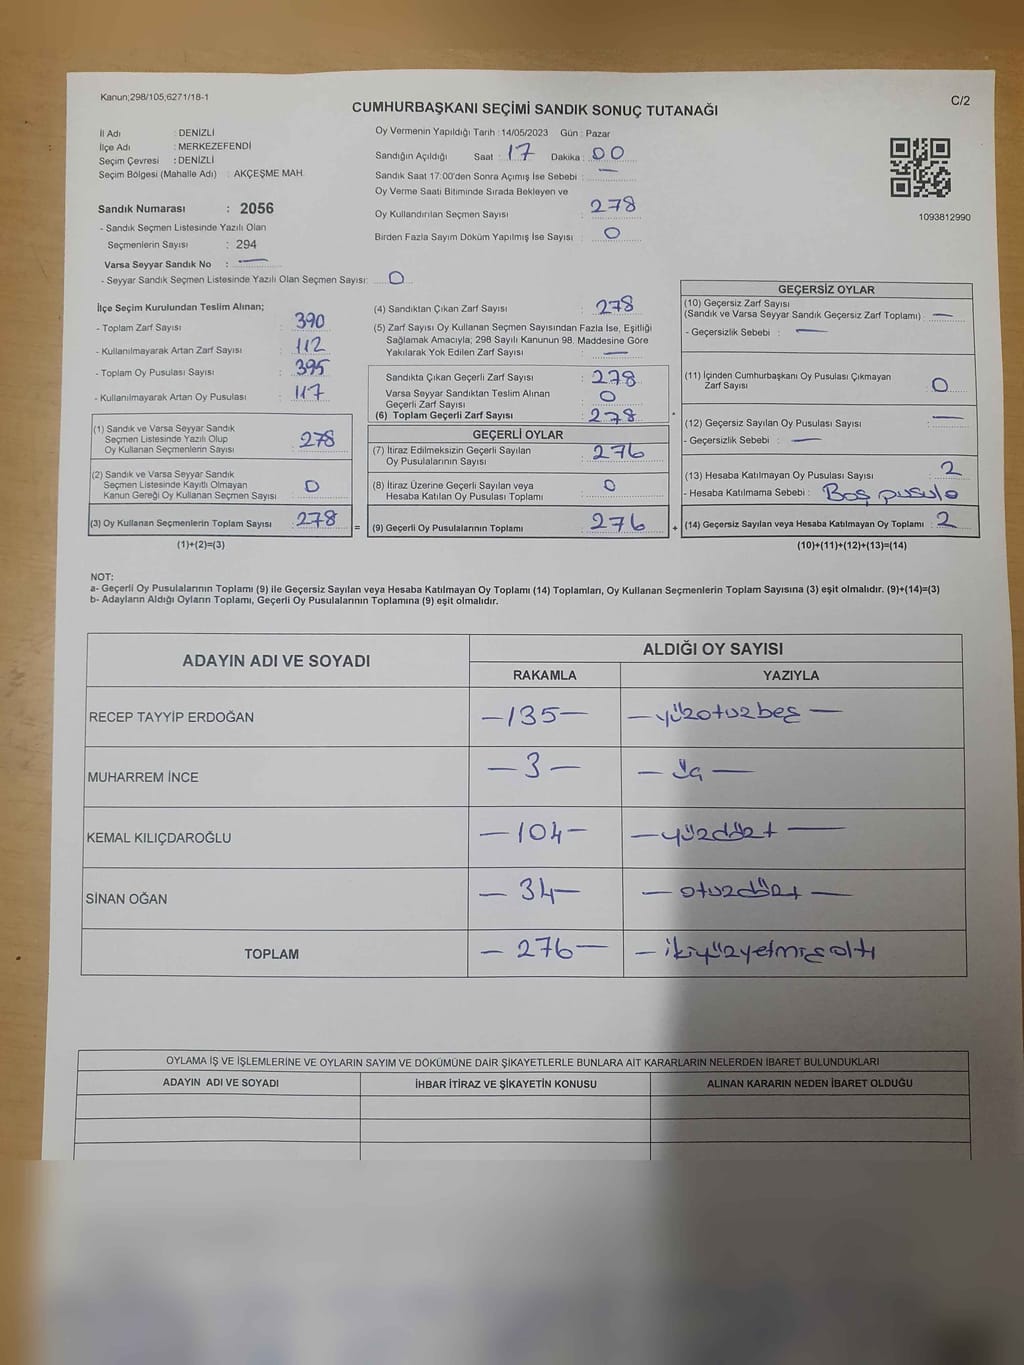 Kanun;298/105;6271/18-1
C/2
CUMHURBAŞKANI SEÇİMİ SANDIK SONUÇ TUTANAĞI
İl Adı : DENİZLİ
İlçe Adı : MERKEZEFENDİ
Seçim Çevresi : DENİZLİ
Seçim Bölgesi (Mahalle Adı) : AKÇEŞME MAH.
Sandık Numarası : 2056
- Sandık Seçmen Listesinde Yazılı Olan
Seçmenlerin Sayısı : 294
Varsa Seyyar Sandık No : —
- Seyyar Sandık Seçmen Listesinde Yazılı Olan Seçmen Sayısı: 0
Oy Vermenin Yapıldığı Tarih : 14/05/2023 Gün : Pazar
Sandığın Açıldığı Saat : 17 Dakika : 00
Sandık Saat 17:00'den Sonra Açımış İse Sebebi : —
Oy Verme Saati Bitiminde Sırada Bekleyen ve
Oy Kullandırılan Seçmen Sayısı : 278
Birden Fazla Sayım Döküm Yapılmış İse Sayısı : 0
1093812990
İlçe Seçim Kurulundan Teslim Alınan;
- Toplam Zarf Sayısı : 390
- Kullanılmayarak Artan Zarf Sayısı : 112
- Toplam Oy Pusulası Sayısı : 395
- Kullanılmayarak Artan Oy Pusulası : 117
(1) Sandık ve Varsa Seyyar Sandık
Seçmen Listesinde Yazılı Olup
Oy Kullanan Seçmenlerin Sayısı : 278
(2) Sandık ve Varsa Seyyar Sandık
Seçmen Listesinde Kayıtlı Olmayan
Kanun Gereği Oy Kullanan Seçmen Sayısı : 0
(3) Oy Kullanan Seçmenlerin Toplam Sayısı : 278
(1)+(2)=(3)
(4) Sandıktan Çıkan Zarf Sayısı : 278
(5) Zarf Sayısı Oy Kullanan Seçmen Sayısından Fazla İse, Eşitliği
Sağlamak Amacıyla; 298 Sayılı Kanunun 98. Maddesine Göre
Yakılarak Yok Edilen Zarf Sayısı : —
Sandıkta Çıkan Geçerli Zarf Sayısı : 278
Varsa Seyyar Sandıktan Teslim Alınan
Geçerli Zarf Sayısı : 0
(6) Toplam Geçerli Zarf Sayısı : 278
GEÇERLİ OYLAR
(7) İtiraz Edilmeksizin Geçerli Sayılan
Oy Pusulalarının Sayısı : 276
(8) İtiraz Üzerine Geçerli Sayılan veya
Hesaba Katılan Oy Pusulası Toplamı : 0
= (9) Geçerli Oy Pusulalarının Toplamı : 276 +
GEÇERSİZ OYLAR
(10) Geçersiz Zarf Sayısı
(Sandık ve Varsa Seyyar Sandık Geçersiz Zarf Toplamı) : —
- Geçersizlik Sebebi : —
(11) İçinden Cumhurbaşkanı Oy Pusulası Çıkmayan
Zarf Sayısı : 0
(12) Geçersiz Sayılan Oy Pusulası Sayısı : —
- Geçersizlik Sebebi : —
(13) Hesaba Katılmayan Oy Pusulası Sayısı : 2
- Hesaba Katılmama Sebebi : Boş pusula
(14) Geçersiz Sayılan veya Hesaba Katılmayan Oy Toplamı : 2
(10)+(11)+(12)+(13)=(14)
NOT:
a- Geçerli Oy Pusulalarının Toplamı (9) ile Geçersiz Sayılan veya Hesaba Katılmayan Oy Toplamı (14) Toplamları, Oy Kullanan Seçmenlerin Toplam Sayısına (3) eşit olmalıdır. (9)+(14)=(3)
b- Adayların Aldığı Oyların Toplamı, Geçerli Oy Pusulalarının Toplamına (9) eşit olmalıdır.
ADAYIN ADI VE SOYADI
ALDIĞI OY SAYISI
RAKAMLA YAZIYLA
RECEP TAYYİP ERDOĞAN — 135 — — yüzotuzbeş —
MUHARREM İNCE — 3 — — üç —
KEMAL KILIÇDAROĞLU — 104 — — yüzdört —
SİNAN OĞAN — 34 — — otuzdört —
TOPLAM — 276 — — ikiyüzyetmişaltı
OYLAMA İŞ VE İŞLEMLERİNE VE OYLARIN SAYIM VE DÖKÜMÜNE DAİR ŞİKAYETLERLE BUNLARA AİT KARARLARIN NELERDEN İBARET BULUNDUKLARI
ADAYIN ADI VE SOYADI İHBAR İTİRAZ VE ŞİKAYETİN KONUSU ALINAN KARARIN NEDEN İBARET OLDUĞU